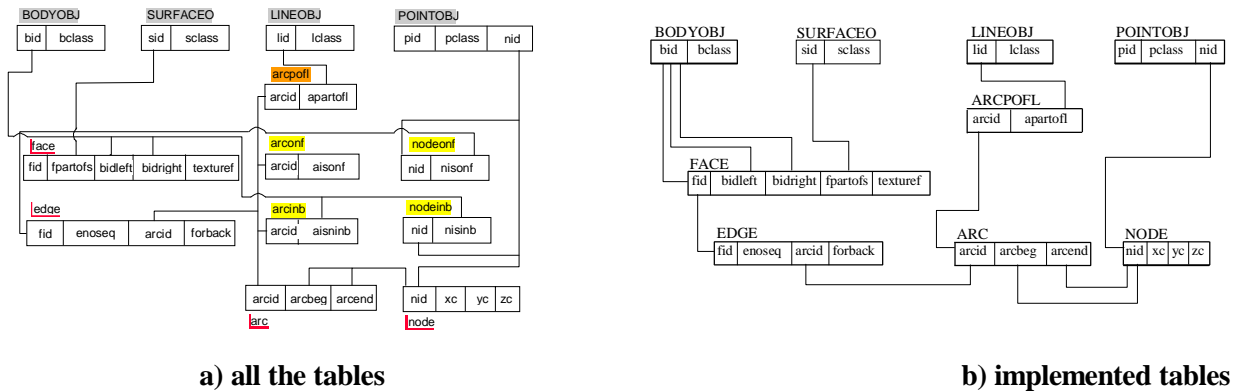 BODYOBJ SURFACEO LINEOBJ POINTOBJ
bid bclass sid sclass lid lclass pid pclass nid
arcpofl
arcid apartofl
face arconf nodeonf
fid fpartofs bidleft bidright texturef arcid aisonf nid nisonf
edge arcinb nodeinb
fid enoseq arcid forback arcid aisninb nid nisinb
arcid arcbeg arcend nid xc yc zc
arc node
a) all the tables
BODYOBJ SURFACEO LINEOBJ POINTOBJ
bid bclass sid sclass lid lclass pid pclass nid
ARCPOFL
arcid apartofl
FACE
fid bidleft bidright fpartofs texturef
EDGE ARC NODE
fid enoseq arcid forback arcid arcbeg arcend nid xc yc zc
b) implemented tables